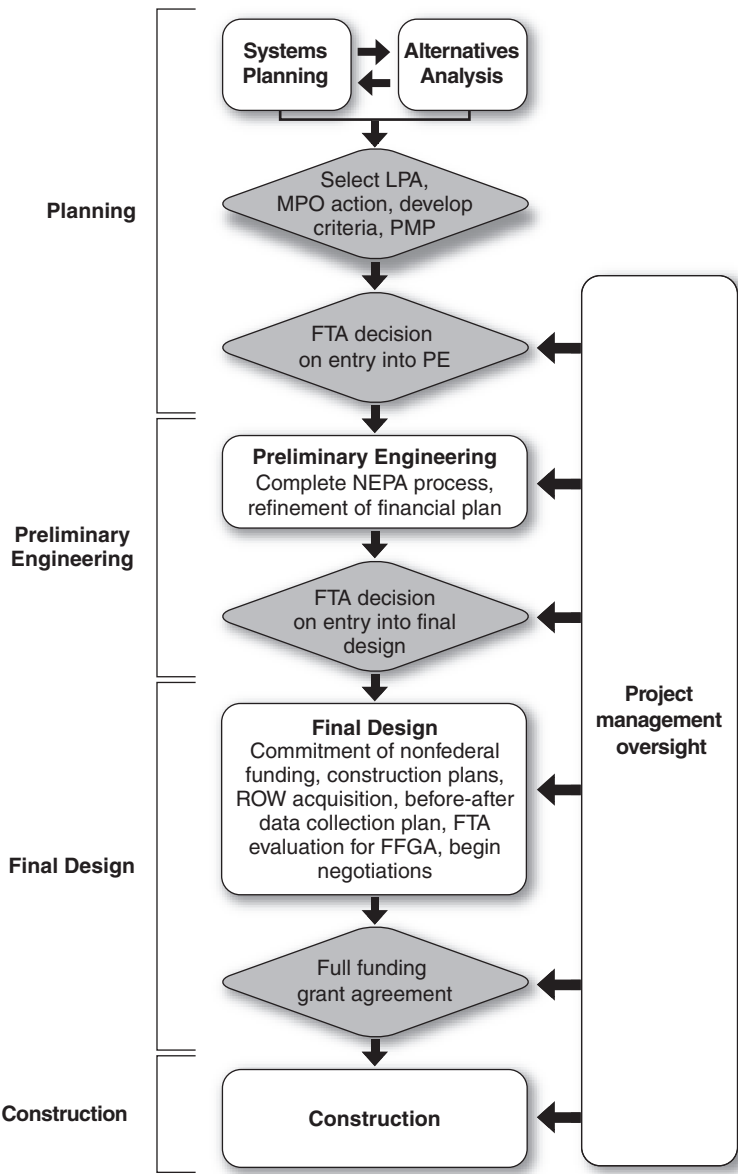 Systems
Planning
Alternatives
Analysis
Planning
Select LPA,
MPO action, develop
criteria, PMP
FTA decision
on entry into PE
Preliminary
Engineering
Preliminary Engineering
Complete NEPA process,
refinement of financial plan
FTA decision
on entry into final
design
Project
management
oversight
Final Design
Final Design
Commitment of nonfederal
funding, construction plans,
ROW acquisition, before-after
data collection plan, FTA
evaluation for FFGA, begin
negotiations
Full funding
grant agreement
Construction
Construction